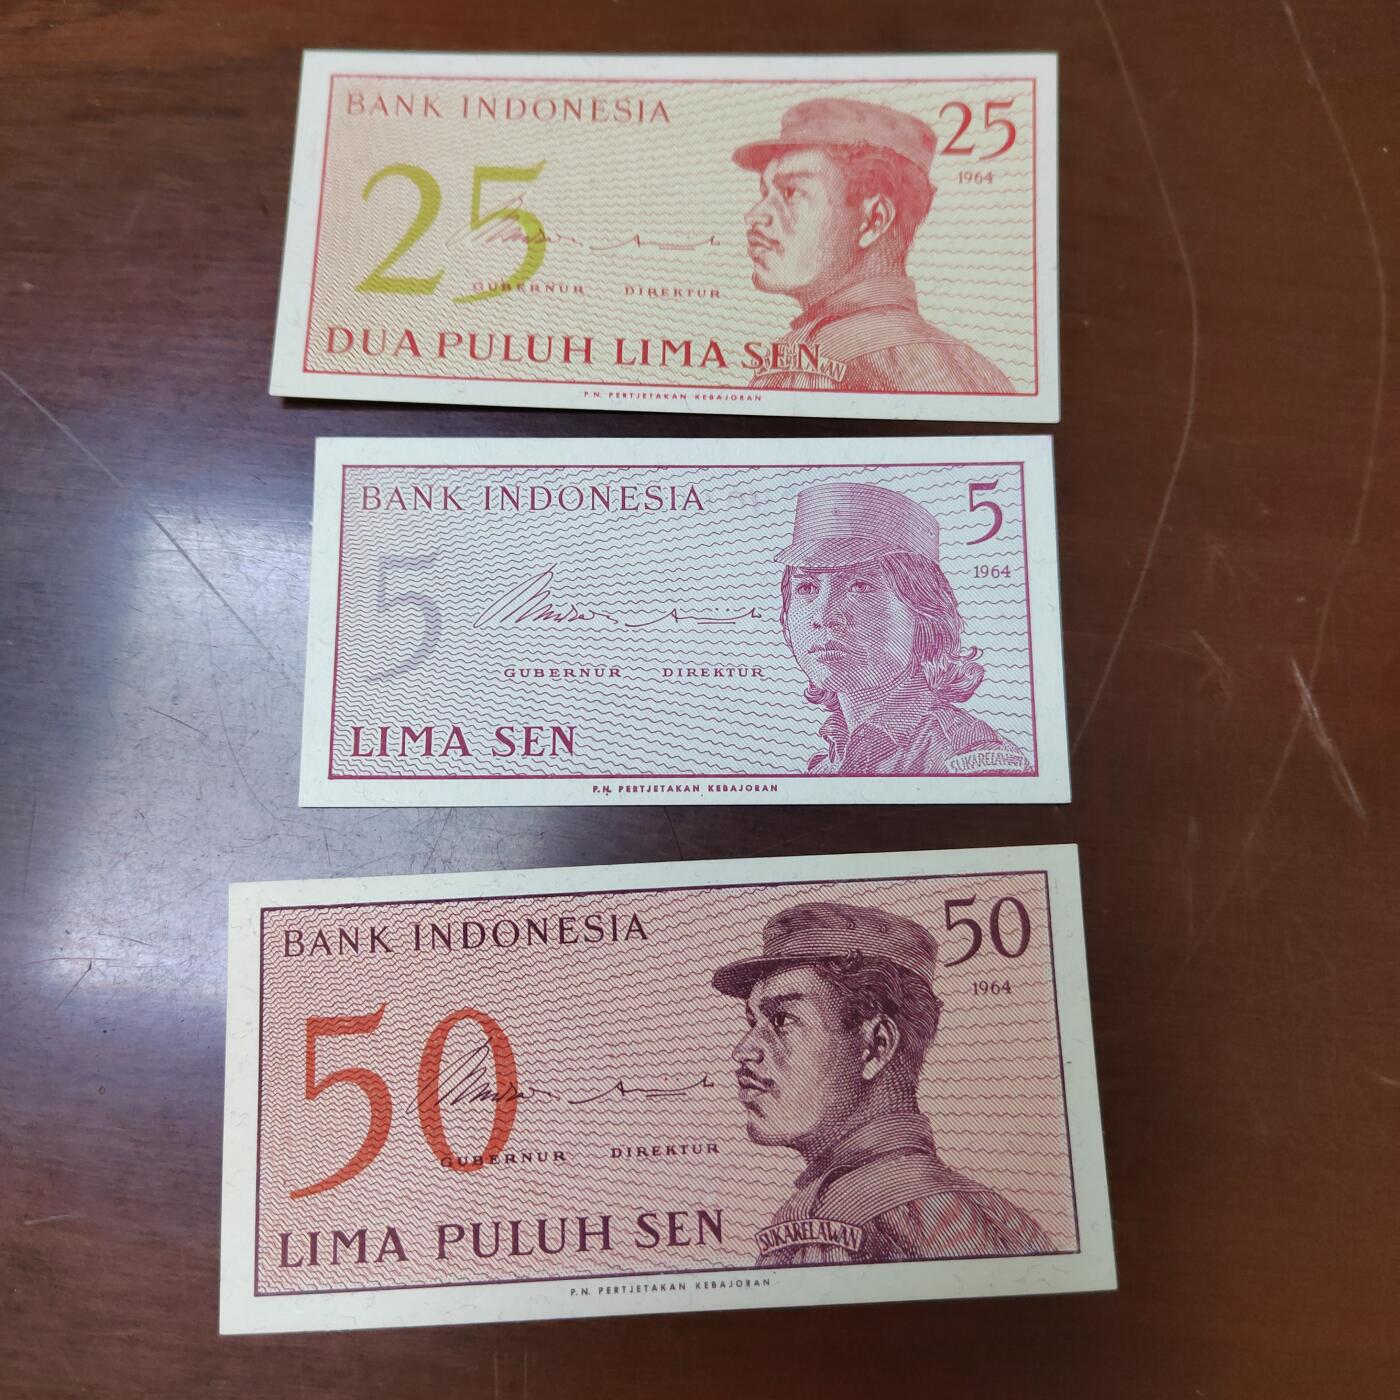 BANK INDONESIA
25
1964
25
GUBERNUR DIREKTUR
DUA PULUH LIMA SEN
P.N. PERTJETAKAN KEBAJORAN
BANK INDONESIA
5
1964
5
GUBERNUR DIREKTUR
LIMA SEN
SUKARELAWAN
P.N. PERTJETAKAN KEBAJORAN
BANK INDONESIA
50
1964
50
GUBERNUR DIREKTUR
LIMA PULUH SEN
SUKARELAWAN
P.N. PERTJETAKAN KEBAJORAN